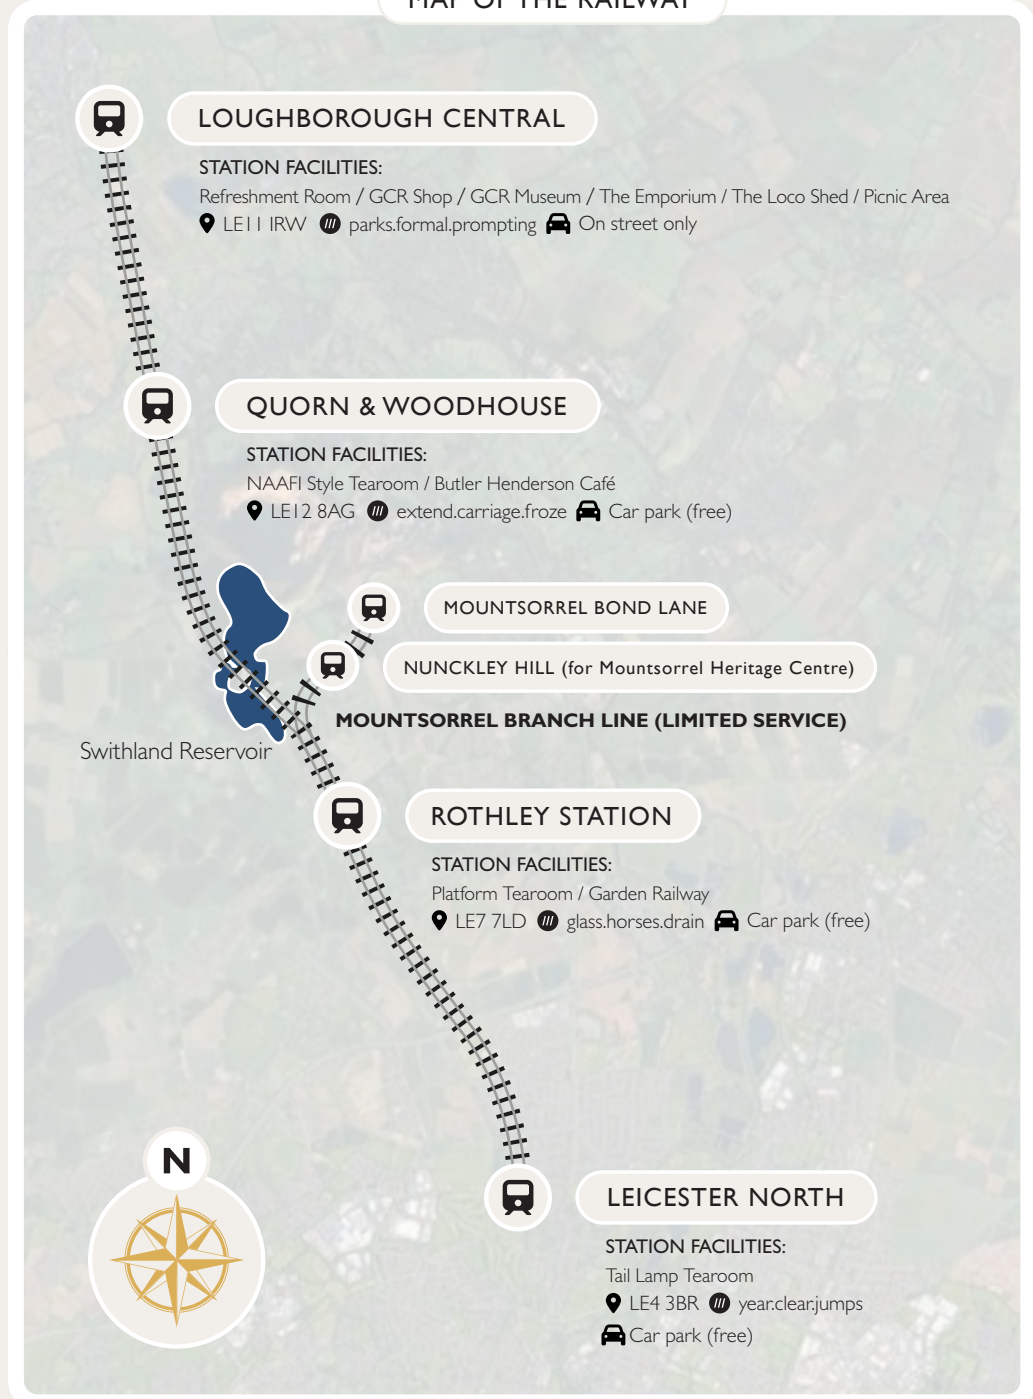 MAP OF THE RAILWAY
LOUGHBOROUGH CENTRAL
STATION FACILITIES:
Refreshment Room / GCR Shop / GCR Museum / The Emporium / The Loco Shed / Picnic Area
LE11 1RW /// parks.formal.prompting On street only
QUORN & WOODHOUSE
STATION FACILITIES:
NAAFI Style Tearoom / Butler Henderson Café
LE12 8AG /// extend.carriage.froze Car park (free)
MOUNTSORREL BOND LANE
NUNCKLEY HILL (for Mountsorrel Heritage Centre)
MOUNTSORREL BRANCH LINE (LIMITED SERVICE)
Swithland Reservoir
ROTHLEY STATION
STATION FACILITIES:
Platform Tearoom / Garden Railway
LE7 7LD /// glass.horses.drain Car park (free)
LEICESTER NORTH
STATION FACILITIES:
Tail Lamp Tearoom
LE4 3BR /// year.clear.jumps
Car park (free)
N